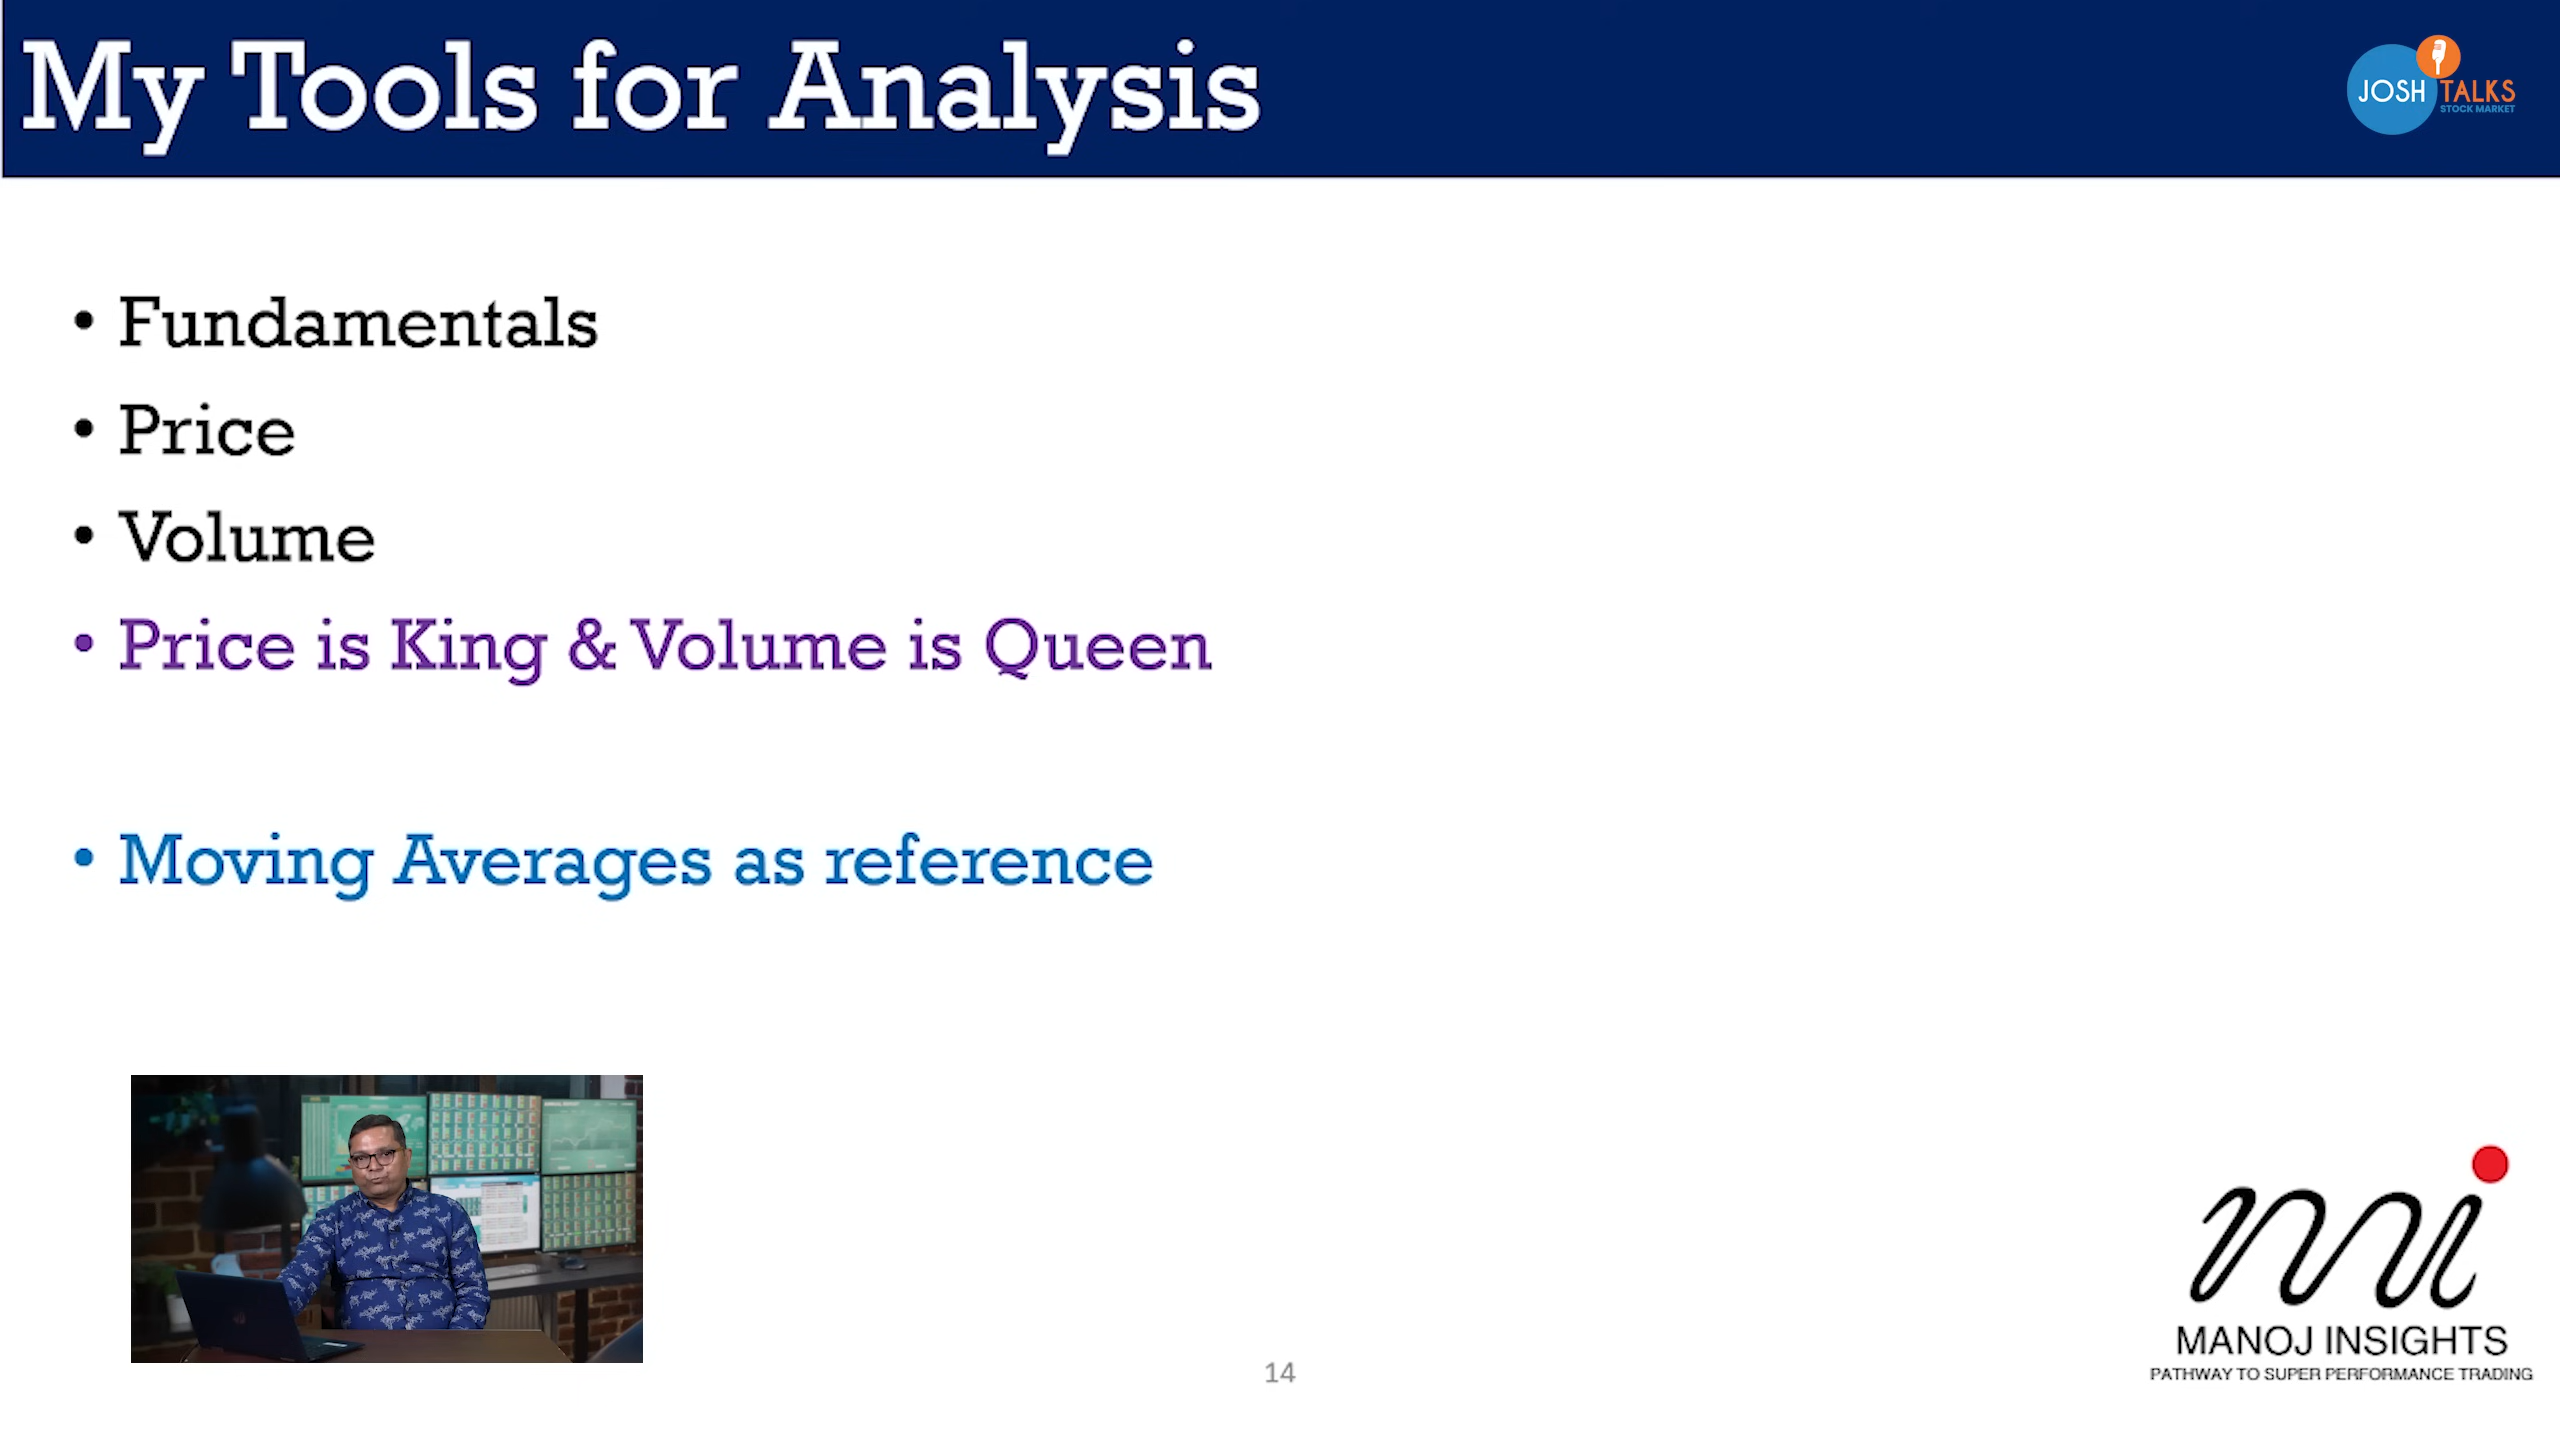 My Tools for Analysis
JOSH TALKS
STOCK MARKET
• Fundamentals
• Price
• Volume
• Price is King & Volume is Queen
• Moving Averages as reference
mi
MANOJ INSIGHTS
PATHWAY TO SUPER PERFORMANCE TRADING
14